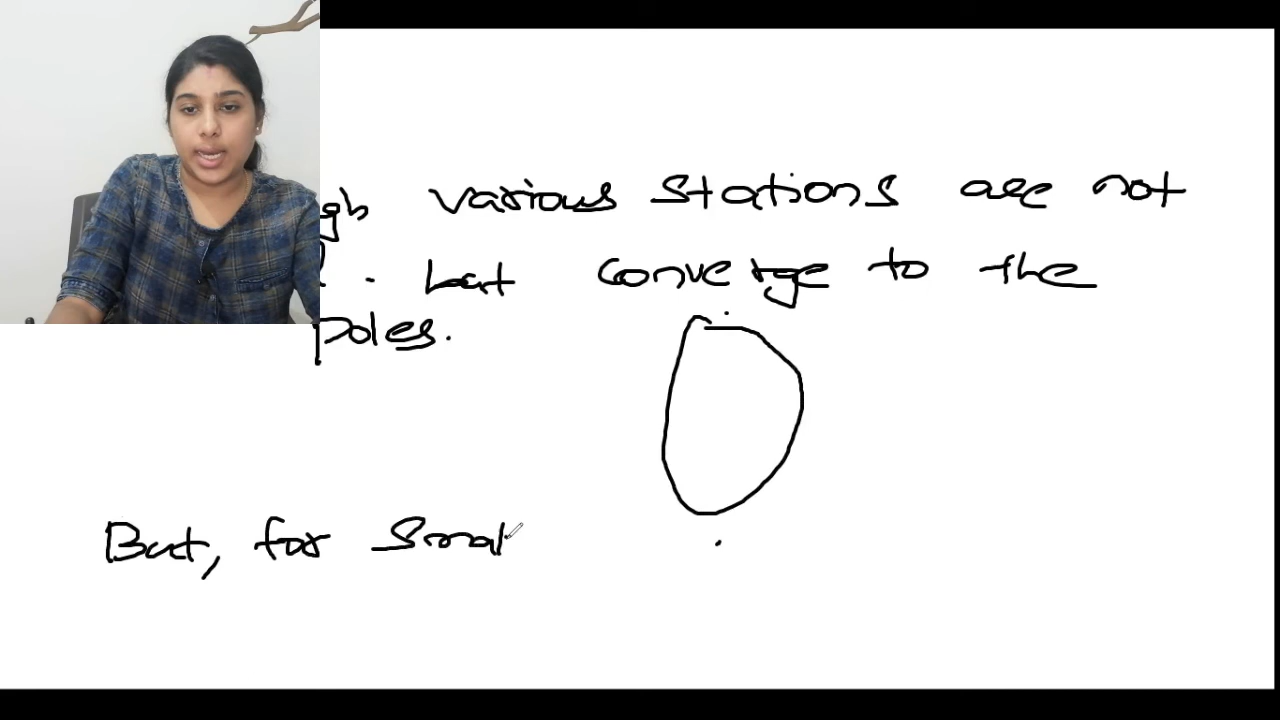 various stations are not
. but converge to the
poles.
But, for Smal